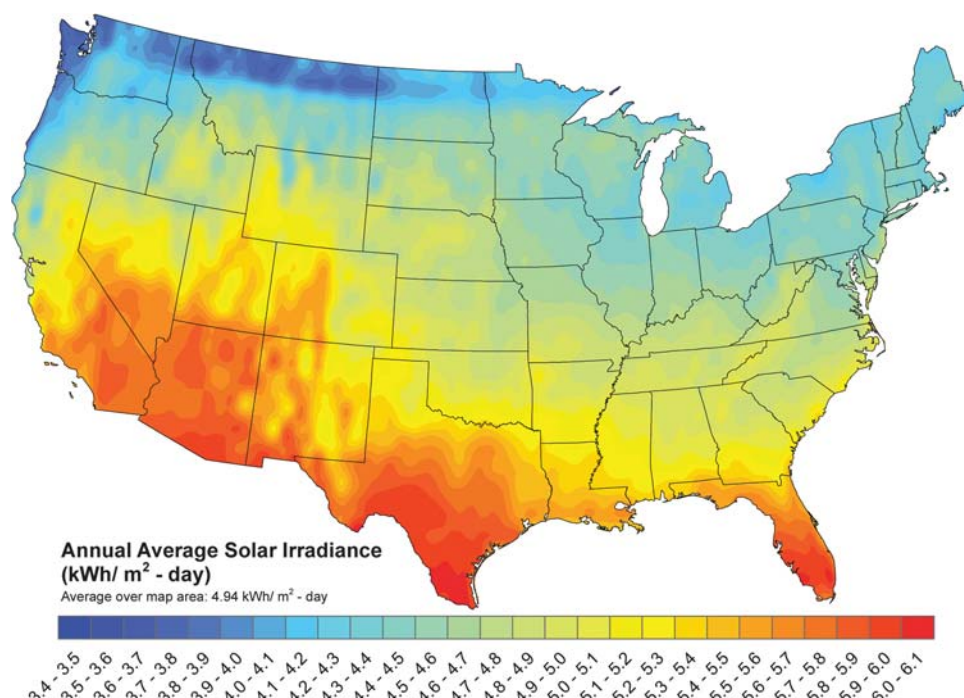 Annual Average Solar Irradiance
(kWh/ m² - day)
Average over map area: 4.94 kWh/ m² - day
3.4 - 3.5
3.5 - 3.6
3.6 - 3.7
3.7 - 3.8
3.8 - 3.9
3.9 - 4.0
4.0 - 4.1
4.1 - 4.2
4.2 - 4.3
4.3 - 4.4
4.4 - 4.5
4.5 - 4.6
4.6 - 4.7
4.7 - 4.8
4.8 - 4.9
4.9 - 5.0
5.0 - 5.1
5.1 - 5.2
5.2 - 5.3
5.3 - 5.4
5.4 - 5.5
5.5 - 5.6
5.6 - 5.7
5.7 - 5.8
5.8 - 5.9
5.9 - 6.0
6.0 - 6.1